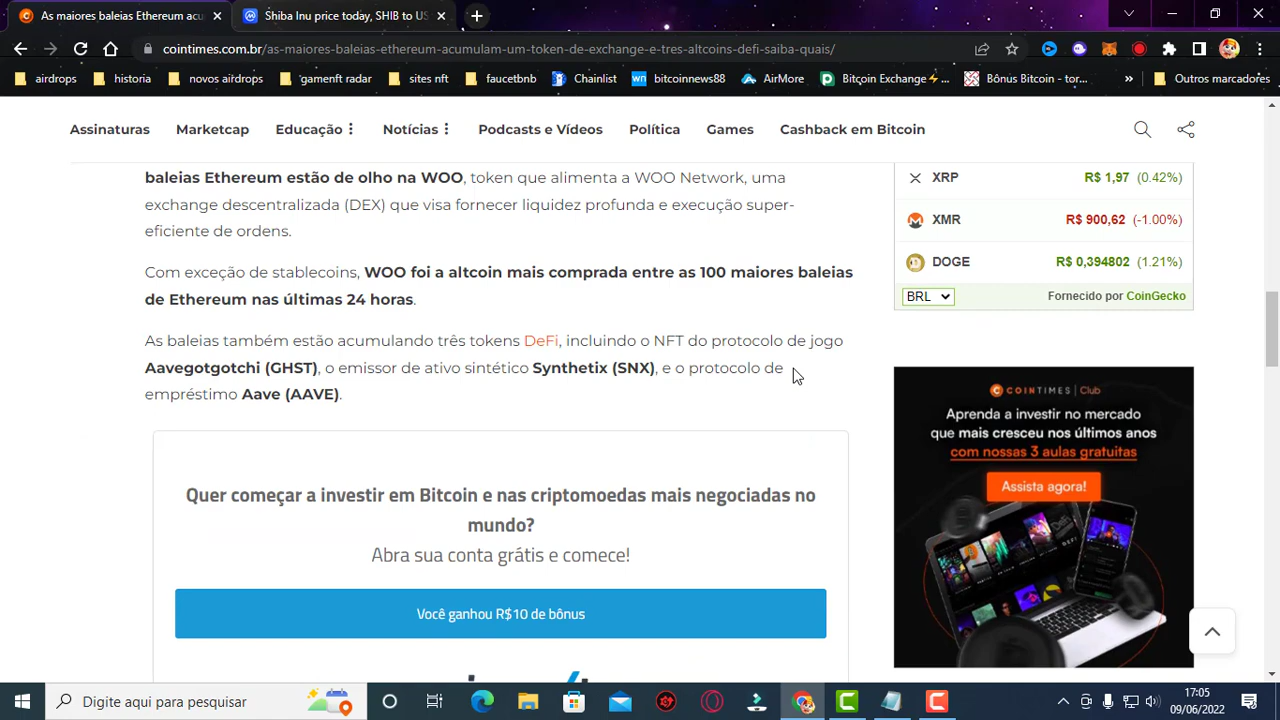 As maiores baleias Ethereum acu
Shiba Inu price today, SHIB to US
cointimes.com.br/as-maiores-baleias-ethereum-acumulam-um-token-de-exchange-e-tres-altcoins-defi-saiba-quais/
airdrops
historia
novos airdrops
'gamenft radar
sites nft
faucetbnb
Chainlist
wn bitcoinnews88
AirMore
Bitcoin Exchange⚡...
Bônus Bitcoin - tor...
»
Outros marcadores
Assinaturas
Marketcap
Educação
Notícias
Podcasts e Vídeos
Política
Games
Cashback em Bitcoin
baleias Ethereum estão de olho na WOO, token que alimenta a WOO Network, uma
exchange descentralizada (DEX) que visa fornecer liquidez profunda e execução super-
eficiente de ordens.
Com exceção de stablecoins, WOO foi a altcoin mais comprada entre as 100 maiores baleias
de Ethereum nas últimas 24 horas.
As baleias também estão acumulando três tokens DeFi, incluindo o NFT do protocolo de jogo
Aavegotgotchi (GHST), o emissor de ativo sintético Synthetix (SNX), e o protocolo de
empréstimo Aave (AAVE).
Quer começar a investir em Bitcoin e nas criptomoedas mais negociadas no
mundo?
Abra sua conta grátis e comece!
Você ganhou R$10 de bônus
XRP R$ 1,97 (0.42%)
XMR R$ 900,62 (-1.00%)
DOGE R$ 0,394802 (1.21%)
BRL
Fornecido por CoinGecko
COINTIMES | Club
Aprenda a investir no mercado
que mais cresceu nos últimos anos
com nossas 3 aulas gratuitas
Assista agora!
Digite aqui para pesquisar
17:05
09/06/2022